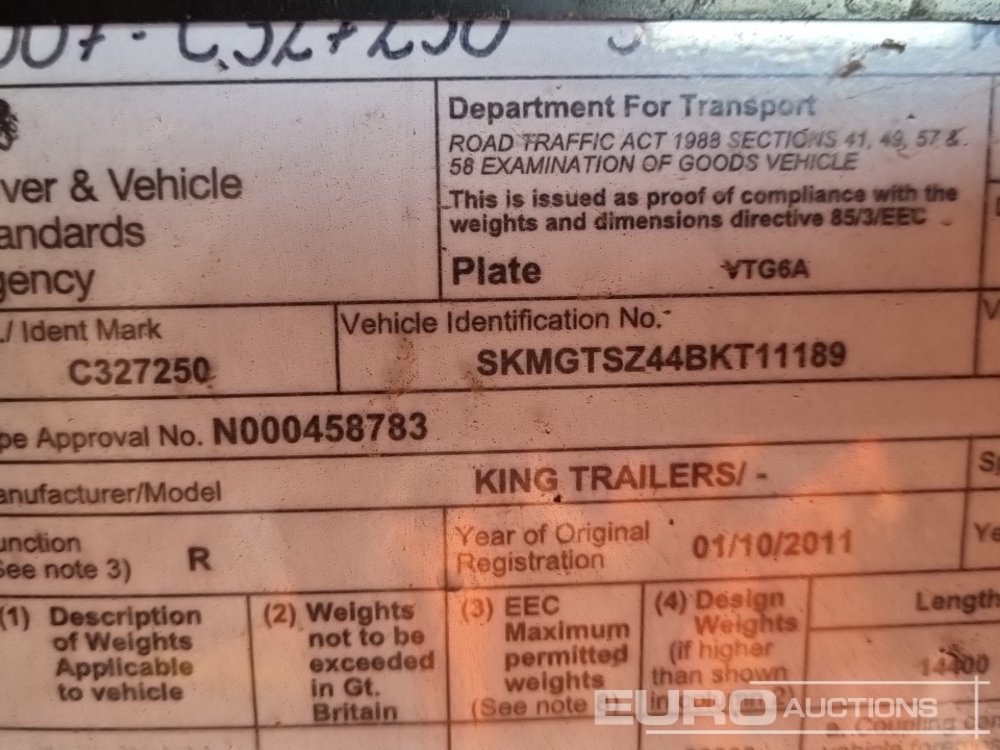 C327250
ver & Vehicle
andards
gency
Department For Transport
ROAD TRAFFIC ACT 1988 SECTIONS 41, 49, 57 &
58 EXAMINATION OF GOODS VEHICLE
This is issued as proof of compliance with the
weights and dimensions directive 85/3/EEC
Plate VTG6A
./ Ident Mark
C327250
Vehicle Identification No.
SKMGTSZ44BKT11189
pe Approval No. N000458783
anufacturer/Model KING TRAILERS/ -
unction
See note 3) R
Year of Original
Registration 01/10/2011
(1) Description
of Weights
Applicable
to vehicle
(2) Weights
not to be
exceeded
in Gt.
Britain
(3) EEC
Maximum
permitted
weights
(See note
(4) Design
Weights
(if higher
than shown
Length
14400
EURO AUCTIONS